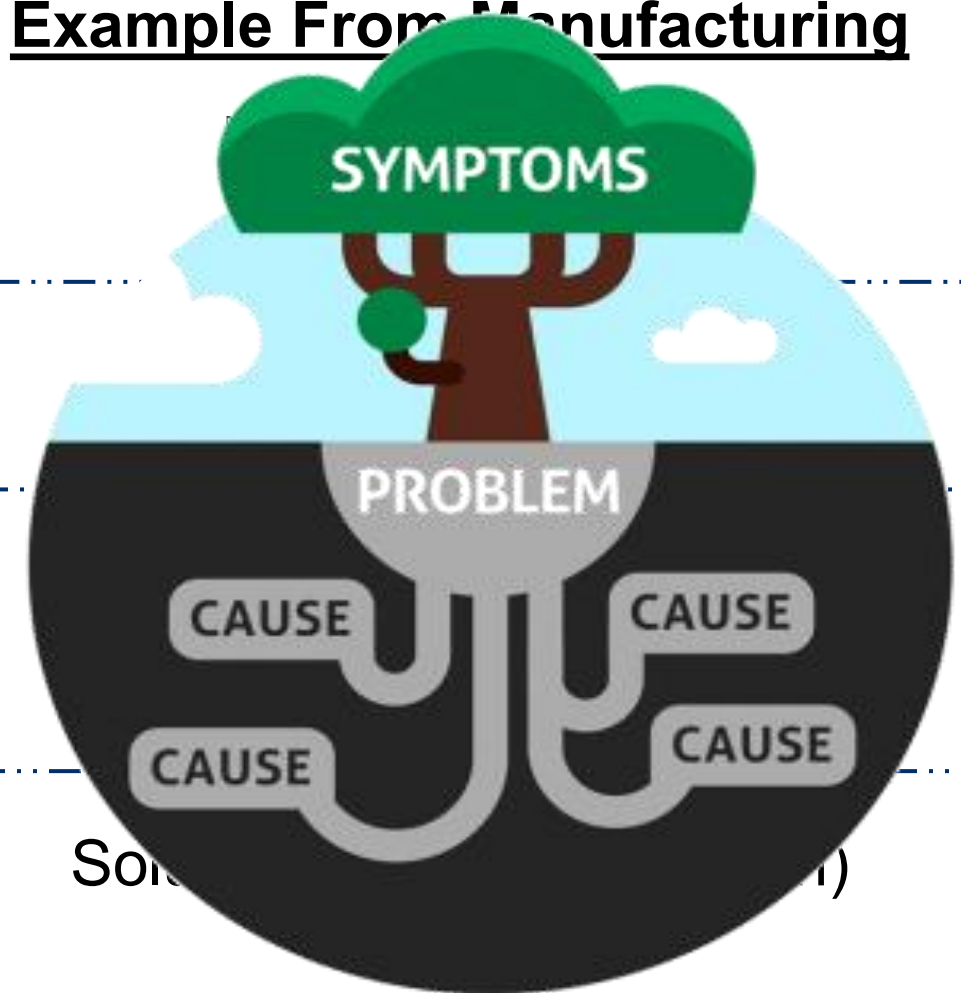 Example From Manufacturing
SYMPTOMS
PROBLEM
CAUSE
CAUSE
CAUSE
CAUSE